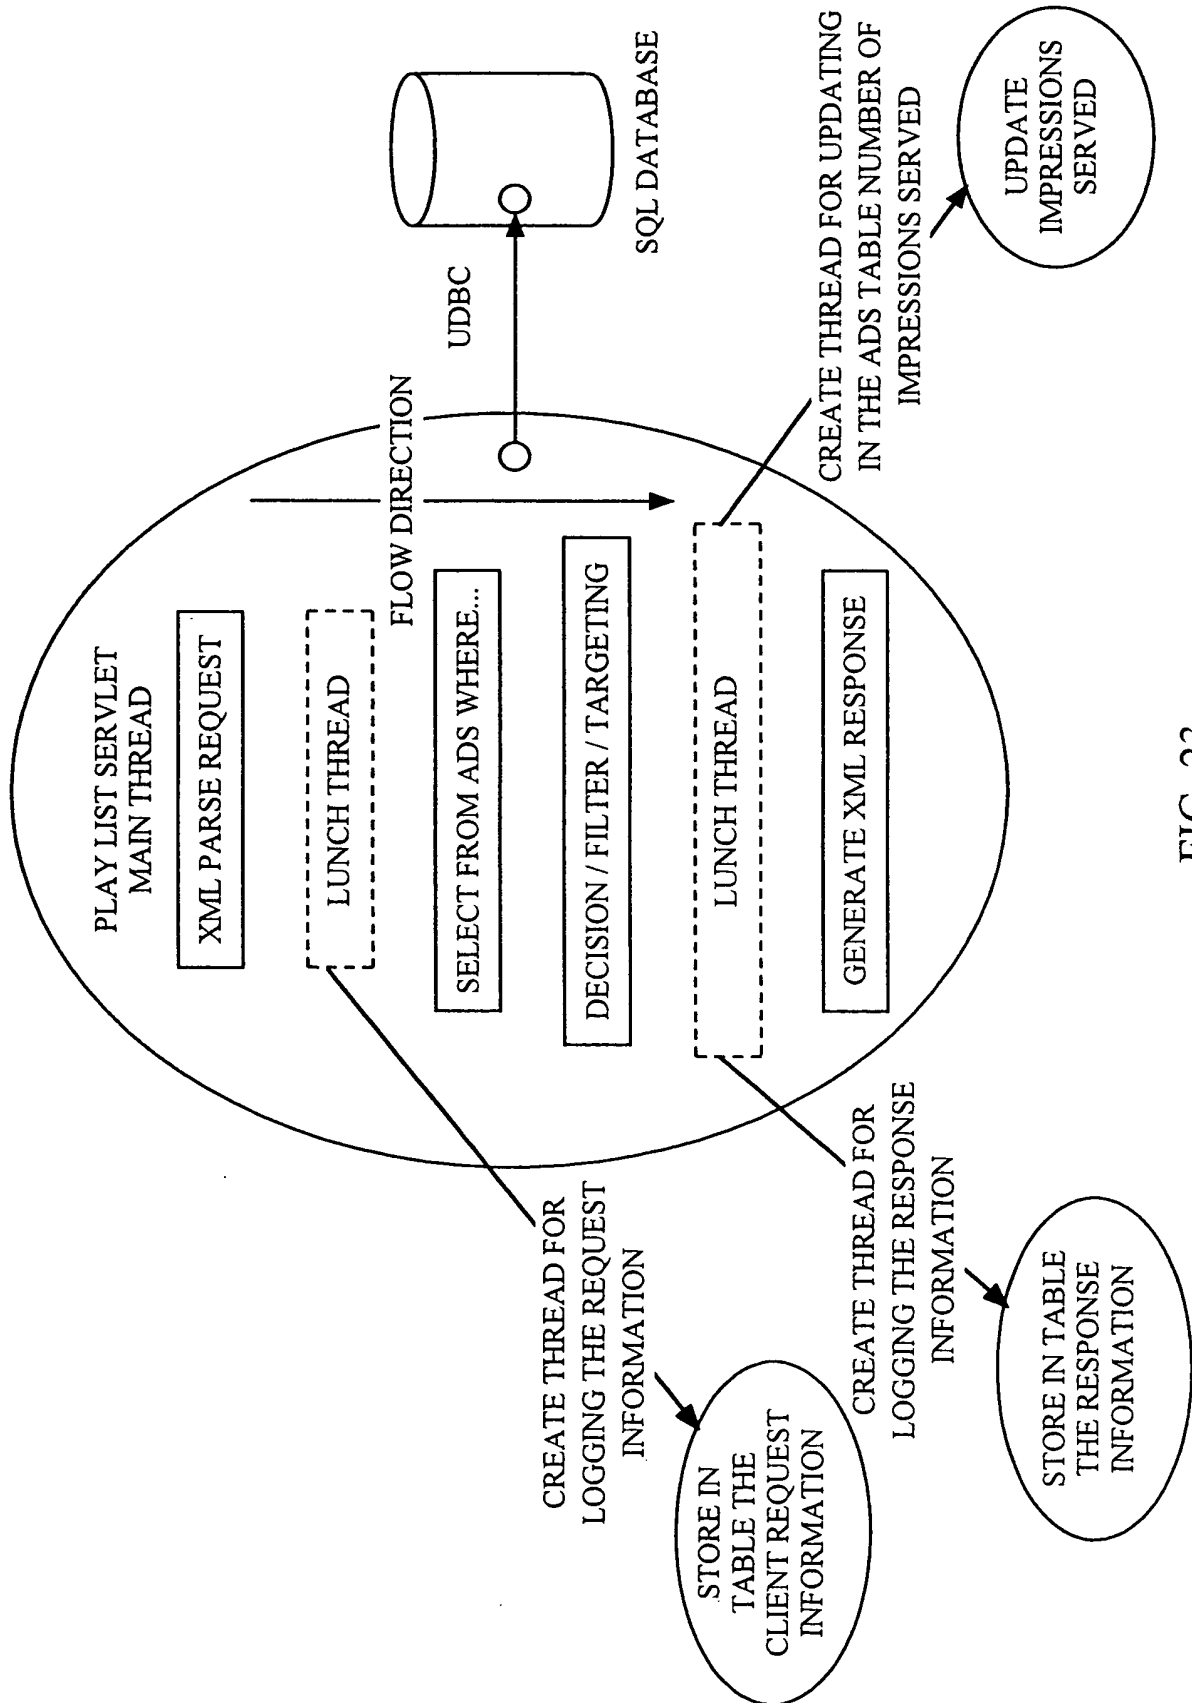 PLAY LIST SERVLET
MAIN THREAD
XML PARSE REQUEST
LUNCH THREAD
FLOW DIRECTION
SELECT FROM ADS WHERE...
DECISION / FILTER / TARGETING
LUNCH THREAD
GENERATE XML RESPONSE
UDBC
SQL DATABASE
CREATE THREAD FOR
LOGGING THE REQUEST
INFORMATION
STORE IN
TABLE THE
CLIENT REQUEST
INFORMATION
CREATE THREAD FOR
LOGGING THE RESPONSE
INFORMATION
STORE IN TABLE
THE RESPONSE
INFORMATION
CREATE THREAD FOR UPDATING
IN THE ADS TABLE NUMBER OF
IMPRESSIONS SERVED
UPDATE
IMPRESSIONS
SERVED
FIG.